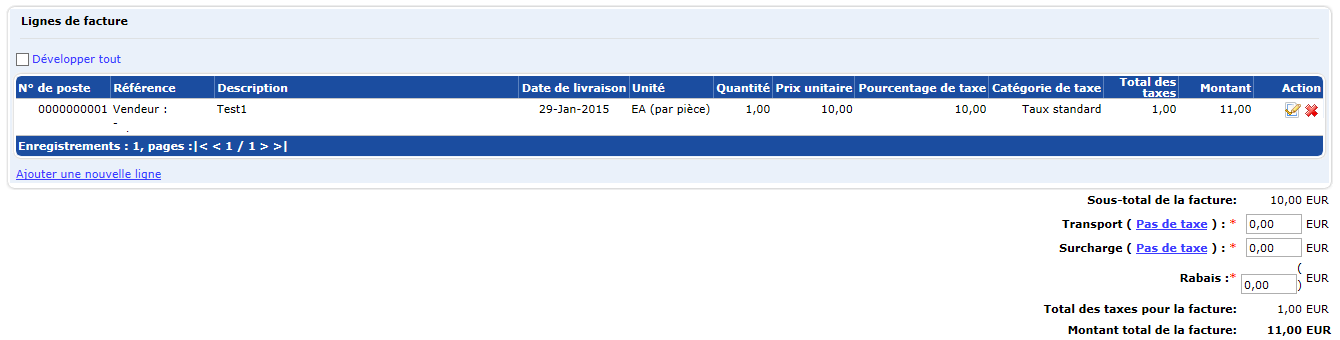 Lignes de facture
Développer tout
N° de poste Référence Description Date de livraison Unité Quantité Prix unitaire Pourcentage de taxe Catégorie de taxe Total des taxes Montant Action
0000000001 Vendeur : Test1 29-Jan-2015 EA (par pièce) 1,00 10,00 10,00 Taux standard 1,00 11,00
-
Enregistrements : 1, pages :|< < 1 / 1 > >|
Ajouter une nouvelle ligne
Sous-total de la facture: 10,00 EUR
Transport ( Pas de taxe ) : * 0,00 EUR
Surcharge ( Pas de taxe ) : * 0,00 EUR
Rabais :* ( 0,00 ) EUR
Total des taxes pour la facture: 1,00 EUR
Montant total de la facture: 11,00 EUR